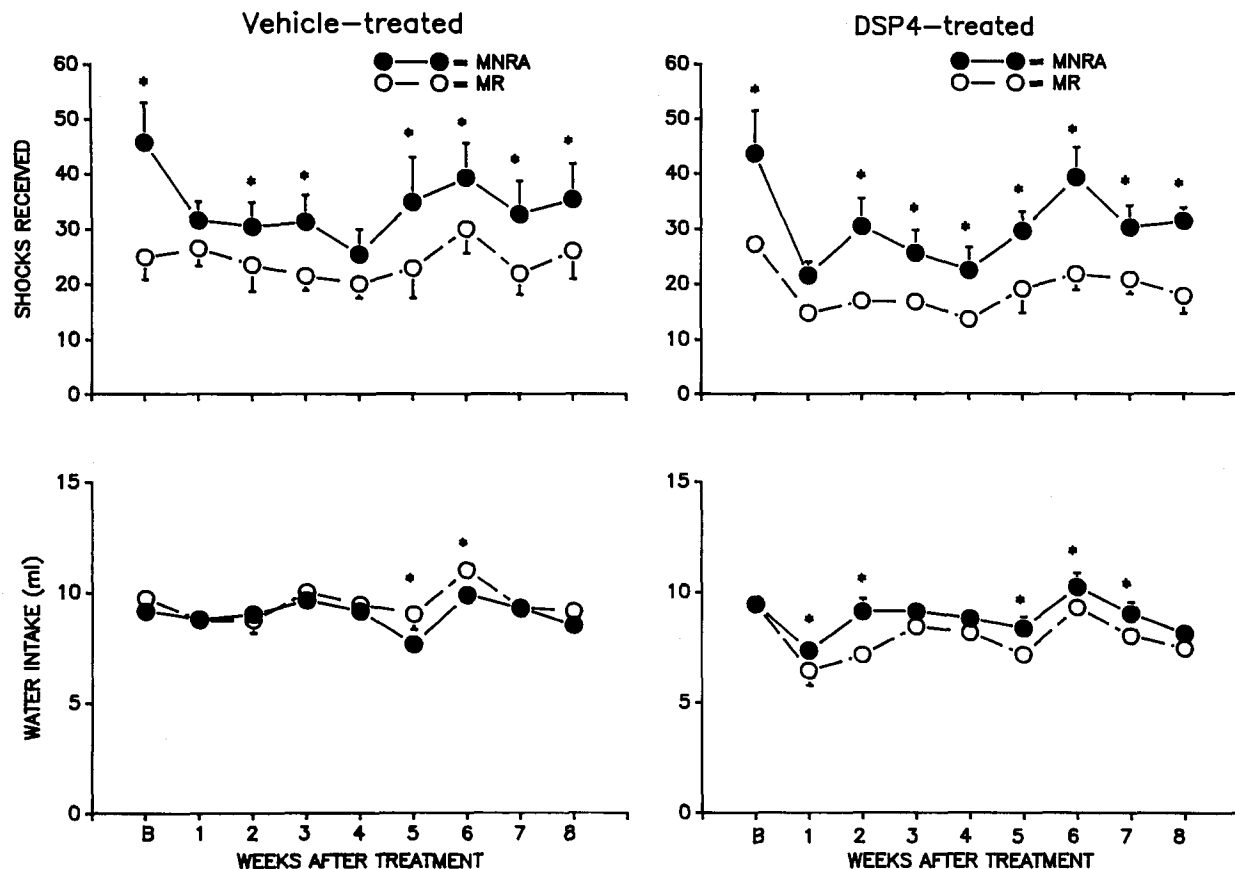 Vehicle-treated
DSP4-treated
= MNRA
= MR
= MNRA
= MR
SHOCKS RECEIVED
60
50
40
30
20
10
0
60
50
40
30
20
10
0
* * * * * * *
* * * * * * * *
WATER INTAKE (ml)
15
10
5
0
15
10
5
0
* *
* * * * *
B 1 2 3 4 5 6 7 8
WEEKS AFTER TREATMENT
B 1 2 3 4 5 6 7 8
WEEKS AFTER TREATMENT